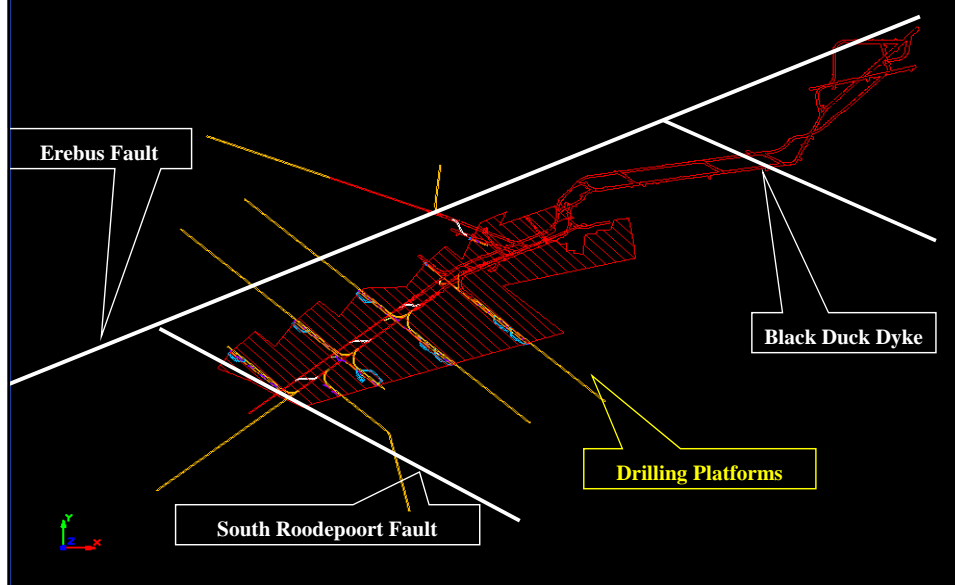 Erebus Fault
Black Duck Dyke
Drilling Platforms
South Roodepoort Fault
Y
Z X